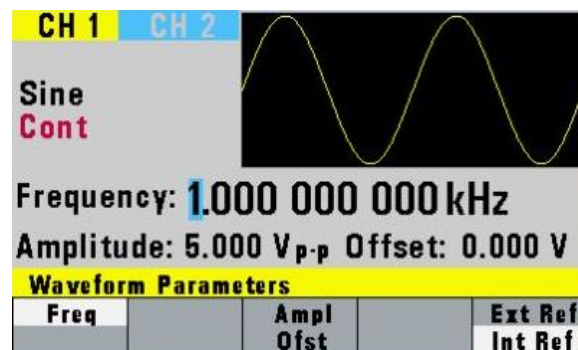 CH 1 CH 2
Sine
Cont
Frequency: 1.000 000 000 kHz
Amplitude: 5.000 Vp-p Offset: 0.000 V
Waveform Parameters
Freq Ampl Ext Ref
Ofst Int Ref